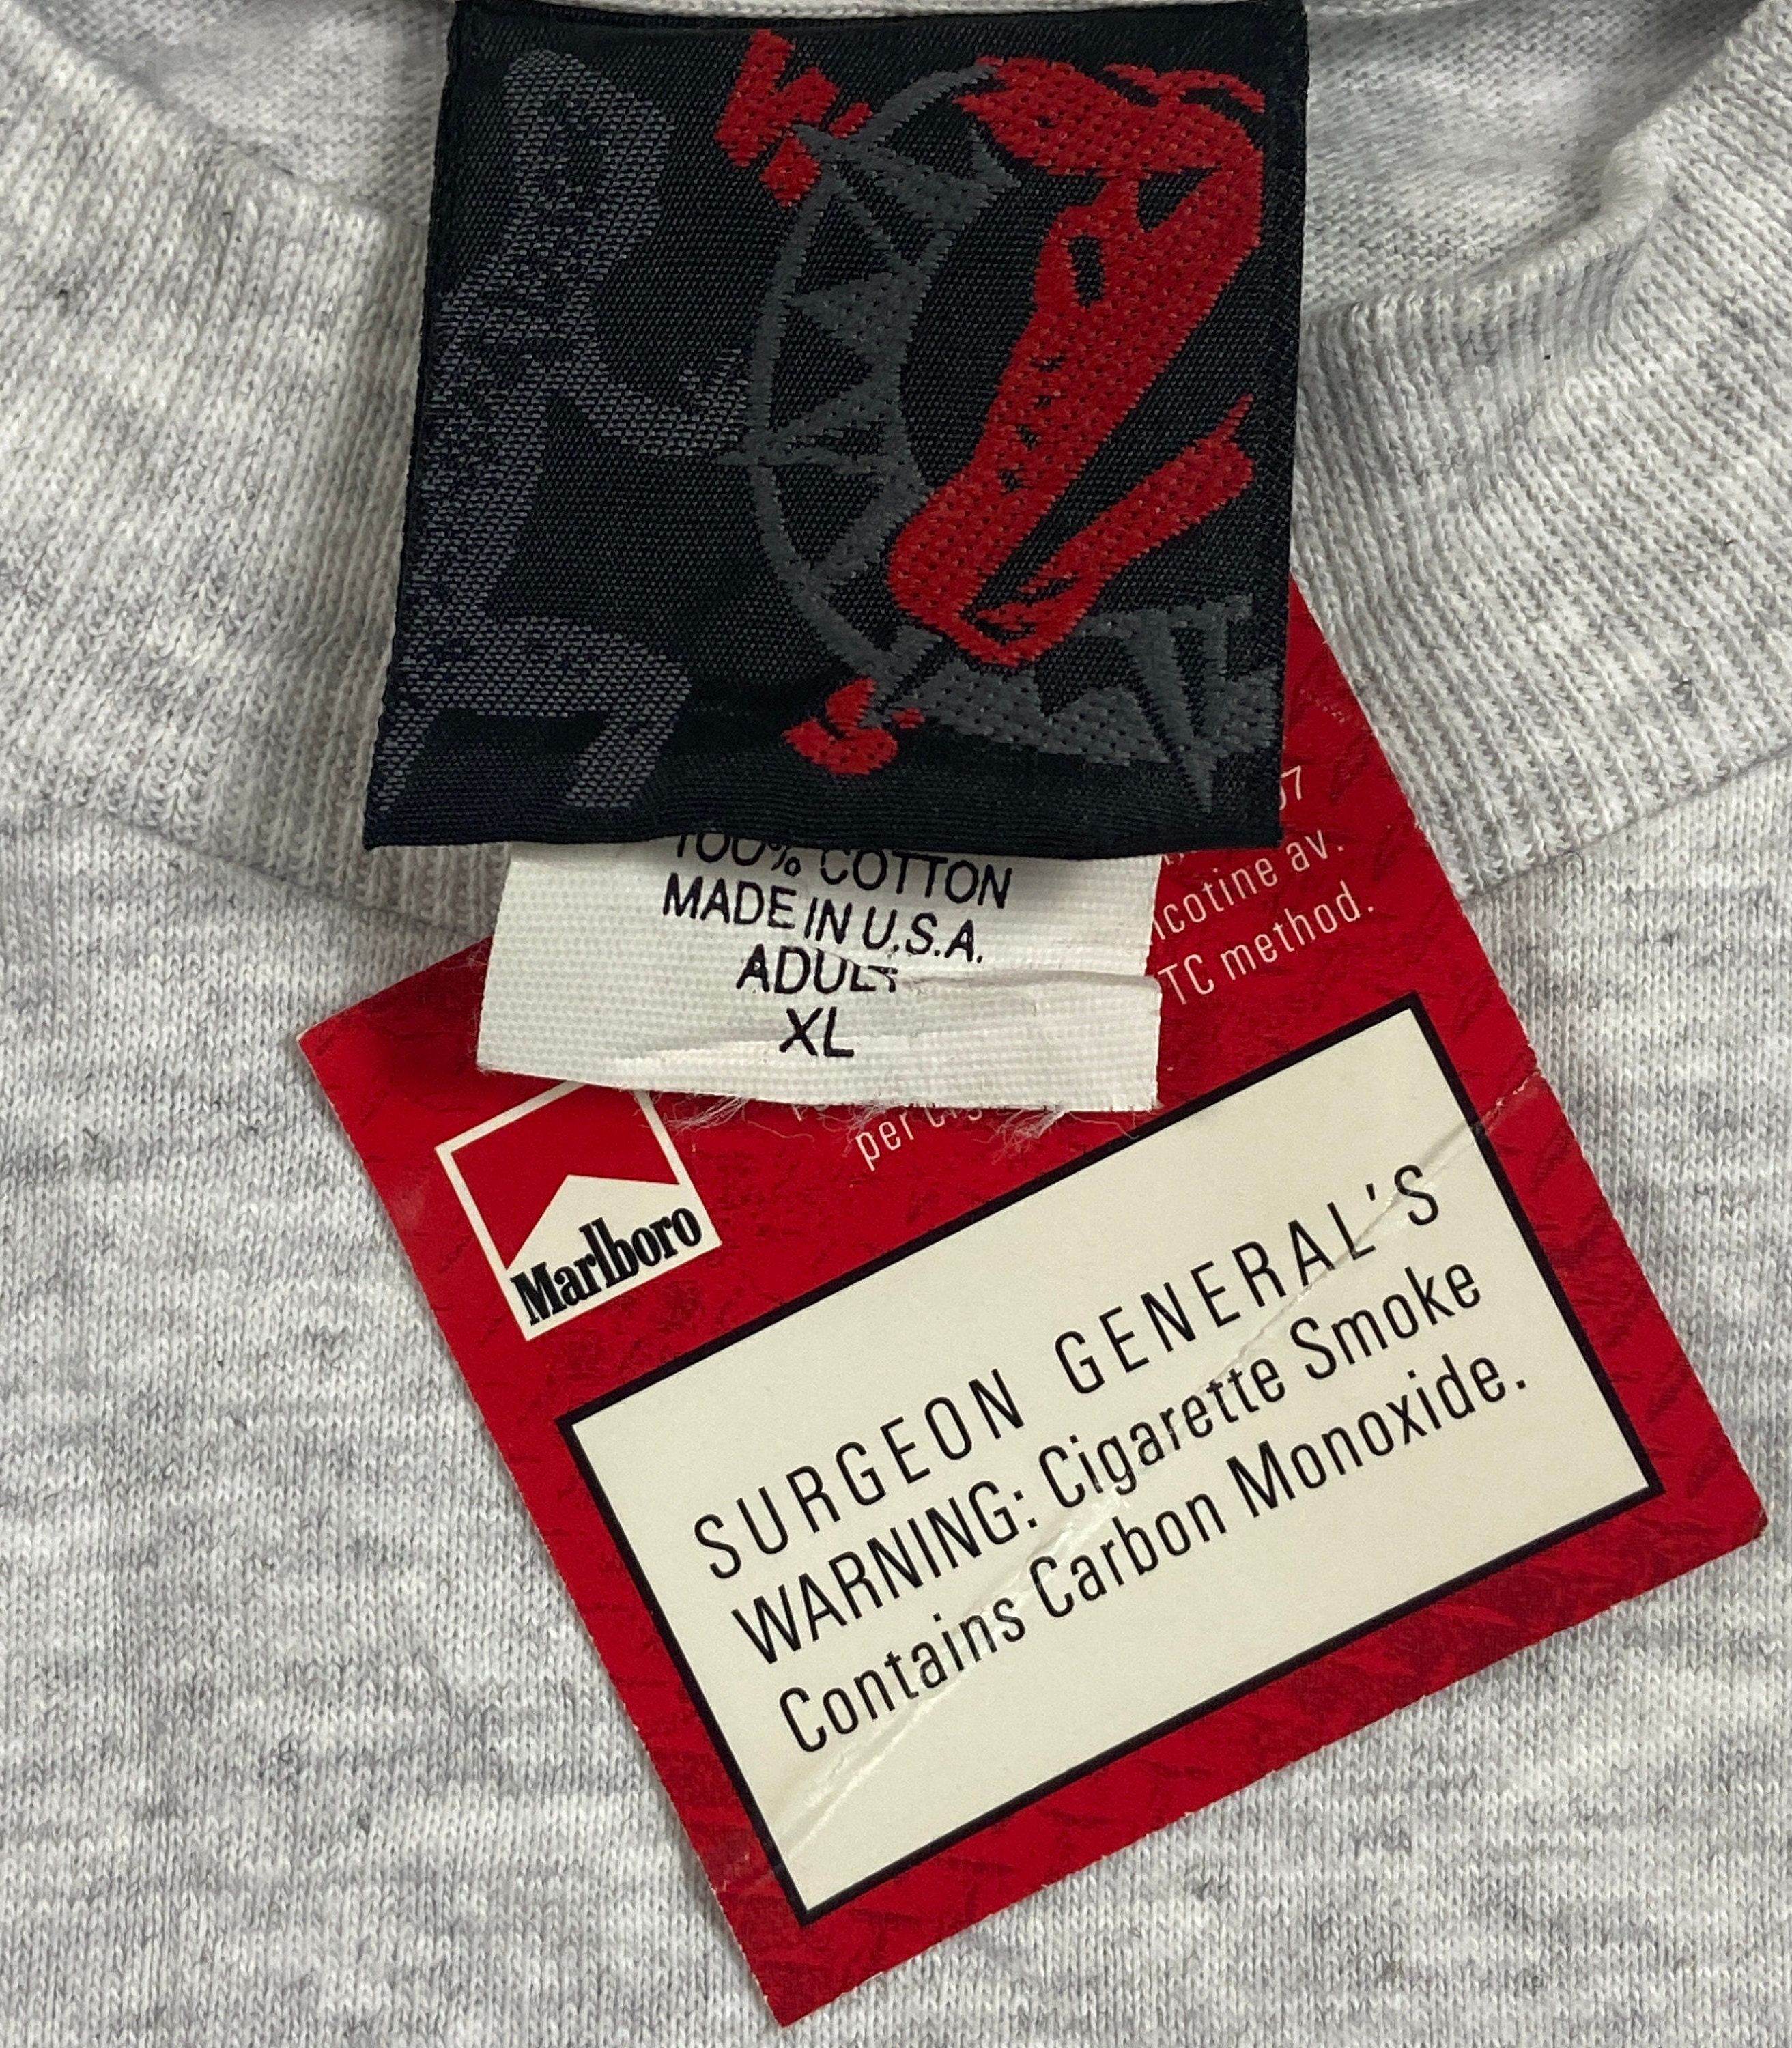 100% COTTON
MADE IN U.S.A.
ADULT
XL
av.
TC method.
per
Marlboro
SURGEON GENERAL'S
WARNING: Cigarette Smoke
Contains Carbon Monoxide.